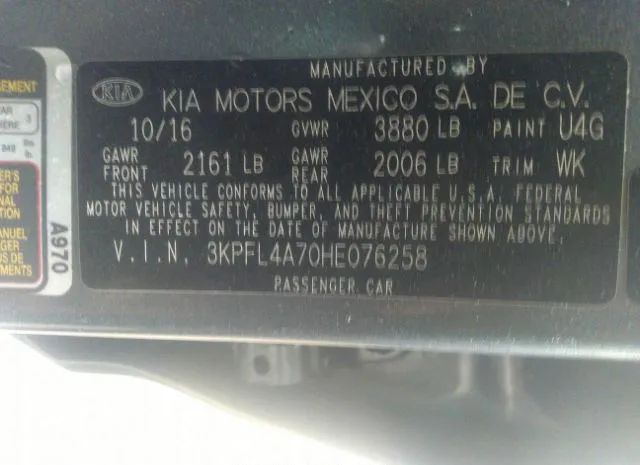 MANUFACTURED BY
KIA KIA MOTORS MEXICO S.A. DE C.V.
10/16 GVWR 3880 LB PAINT U4G
GAWR FRONT 2161 LB GAWR REAR 2006 LB TRIM WK
THIS VEHICLE CONFORMS TO ALL APPLICABLE U.S.A. FEDERAL
MOTOR VEHICLE SAFETY, BUMPER, AND THEFT PREVENTION STANDARDS
IN EFFECT ON THE DATE OF MANUFACTURE SHOWN ABOVE.
V.I.N. 3KPFL4A70HE076258
PASSENGER CAR
A970